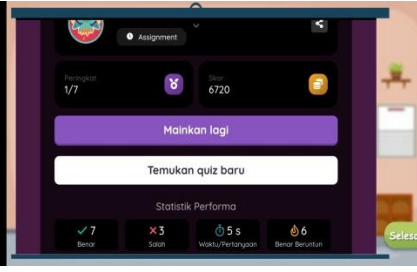 Assignment
Peringkat
1/7
Skor
6720
Mainkan lagi
Temukan quiz baru
Statistik Performa
7
Benar
3
Salah
5 s
Waktu/Pertanyaan
6
Benar Beruntun